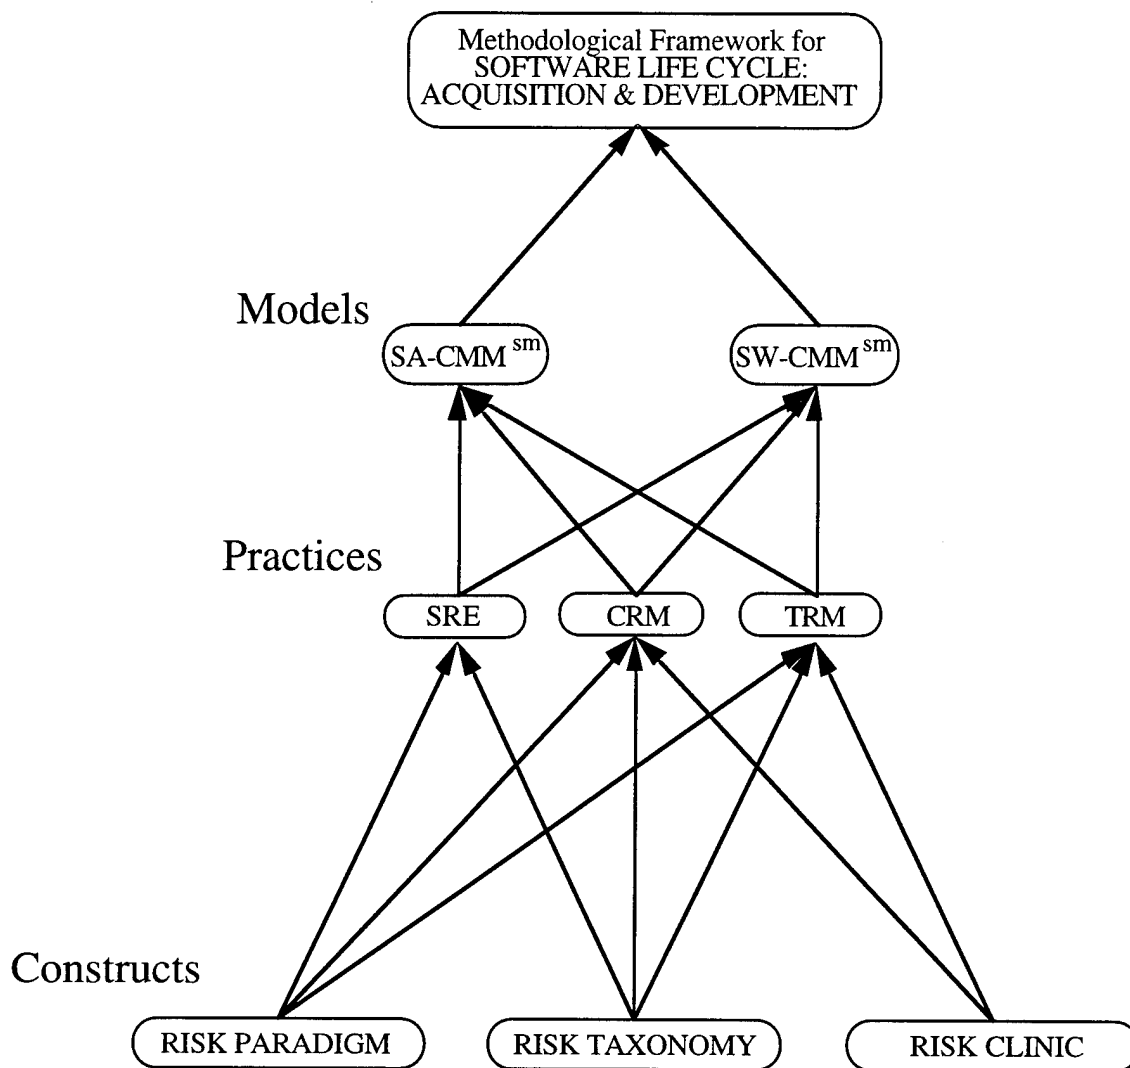 Methodological Framework for
SOFTWARE LIFE CYCLE:
ACQUISITION & DEVELOPMENT
Models
SA-CMM sm
SW-CMM sm
Practices
SRE
CRM
TRM
Constructs
RISK PARADIGM
RISK TAXONOMY
RISK CLINIC